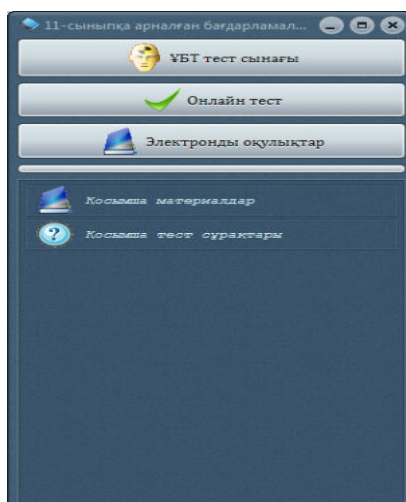 11-сыныпқа арналған бағдарламал...
ҰБТ тест сынағы
Онлайн тест
Электронды оқулықтар
Қосымша материалдар
Қосымша тест сұрақтары